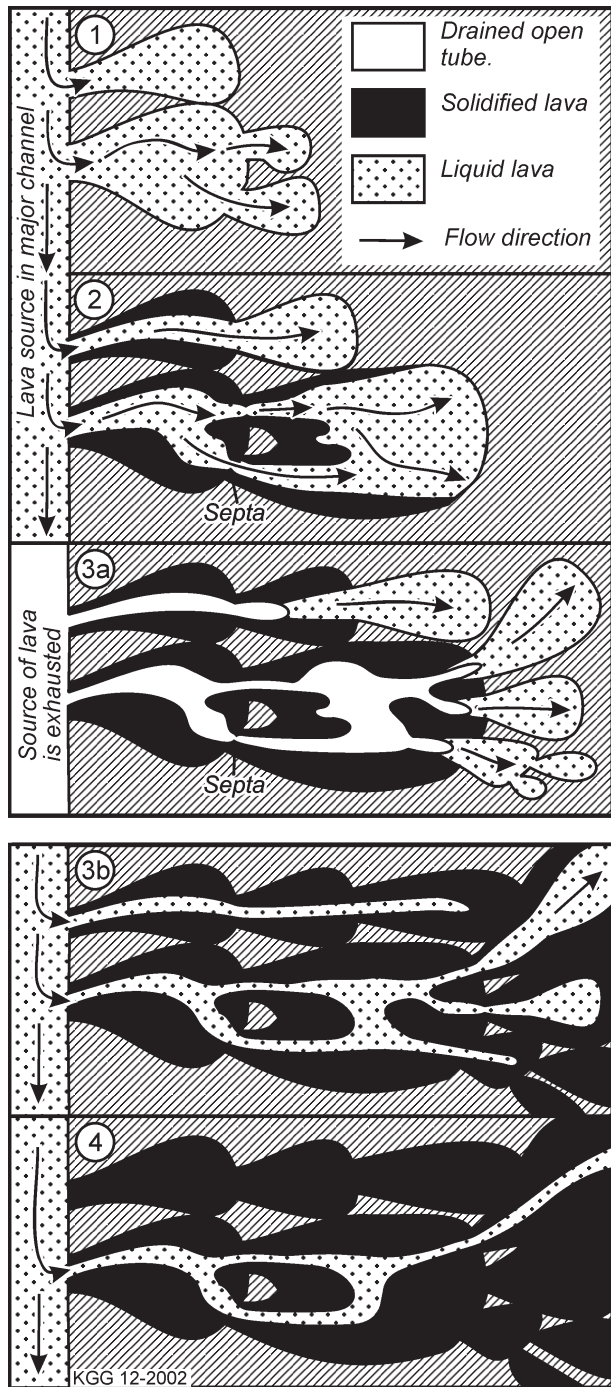 1
Drained open
tube.
Solidified lava
Liquid lava
Flow direction
Lava source in major channel
2
Septa
3a
Source of lava
is exhausted
Septa
3b
4
KGG 12-2002